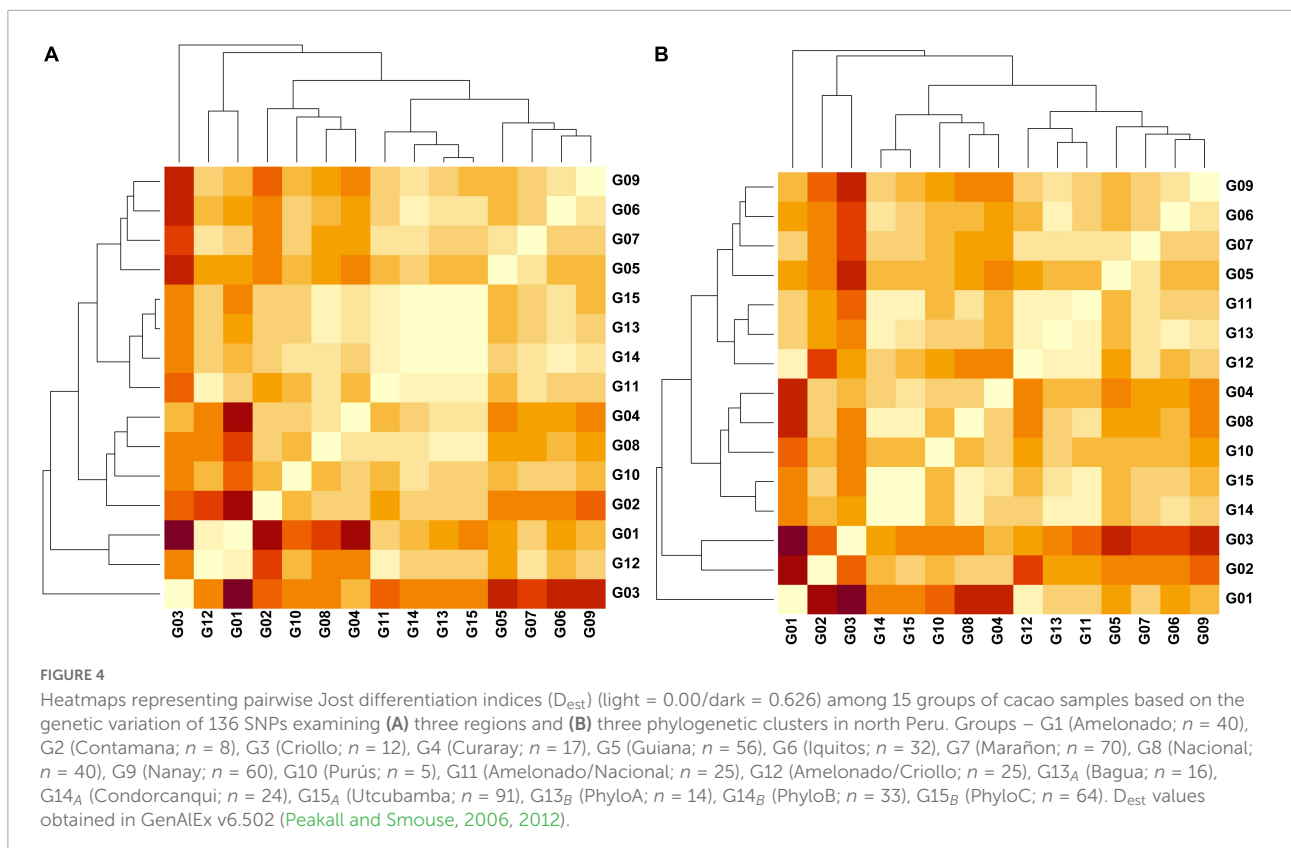 A
B
G09
G06
G07
G05
G15
G13
G14
G11
G04
G08
G10
G02
G01
G12
G03
G03 G12 G01 G02 G10 G08 G04 G11 G14 G13 G15 G05 G07 G06 G09
G09
G06
G07
G05
G11
G13
G12
G04
G08
G10
G15
G14
G03
G02
G01
G01 G02 G03 G14 G15 G10 G08 G04 G12 G13 G11 G05 G07 G06 G09
FIGURE 4
Heatmaps representing pairwise Jost differentiation indices (Dest) (light = 0.00/dark = 0.626) among 15 groups of cacao samples based on the
genetic variation of 136 SNPs examining (A) three regions and (B) three phylogenetic clusters in north Peru. Groups – G1 (Amelonado; n = 40),
G2 (Contamana; n = 8), G3 (Criollo; n = 12), G4 (Curaray; n = 17), G5 (Guiana; n = 56), G6 (Iquitos; n = 32), G7 (Marañon; n = 70), G8 (Nacional;
n = 40), G9 (Nanay; n = 60), G10 (Purús; n = 5), G11 (Amelonado/Nacional; n = 25), G12 (Amelonado/Criollo; n = 25), G13A (Bagua; n = 16),
G14A (Condorcanqui; n = 24), G15A (Utcubamba; n = 91), G13B (PhyloA; n = 14), G14B (PhyloB; n = 33), G15B (PhyloC; n = 64). Dest values
obtained in GenAlEx v6.502 (Peakall and Smouse, 2006, 2012).